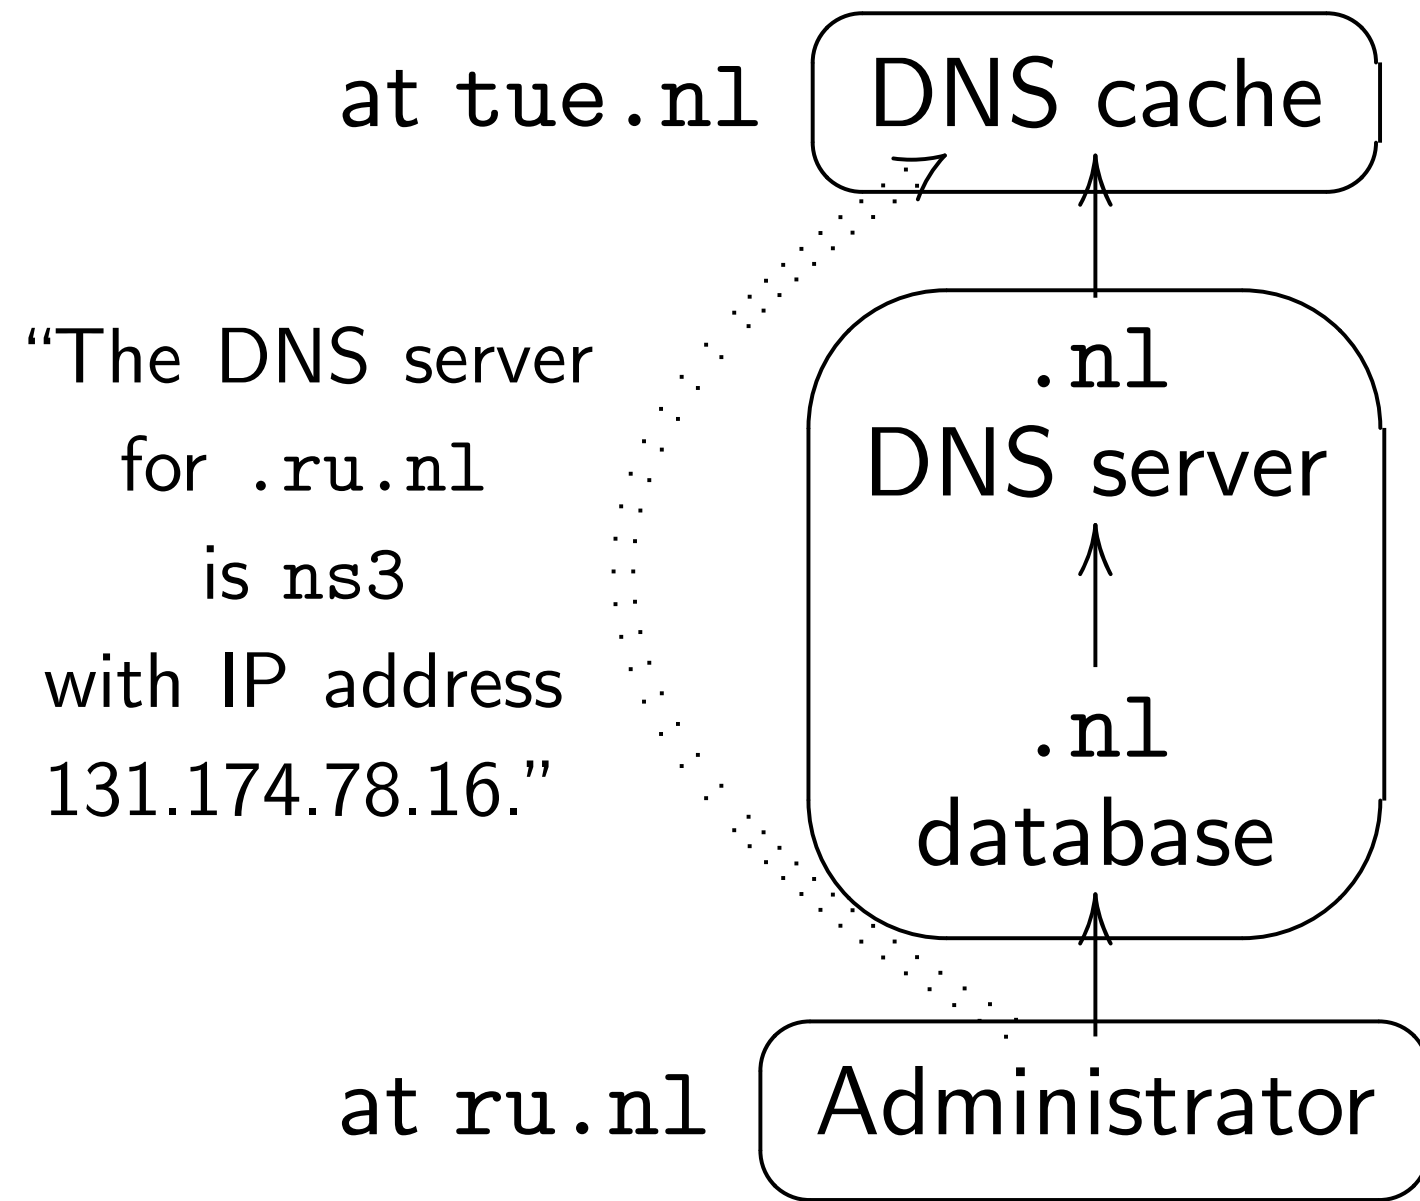 at tue.nl DNS cache
“The DNS server
for .ru.nl
is ns3
with IP address
131.174.78.16.”
.nl
DNS server
.nl
database
at ru.nl Administrator